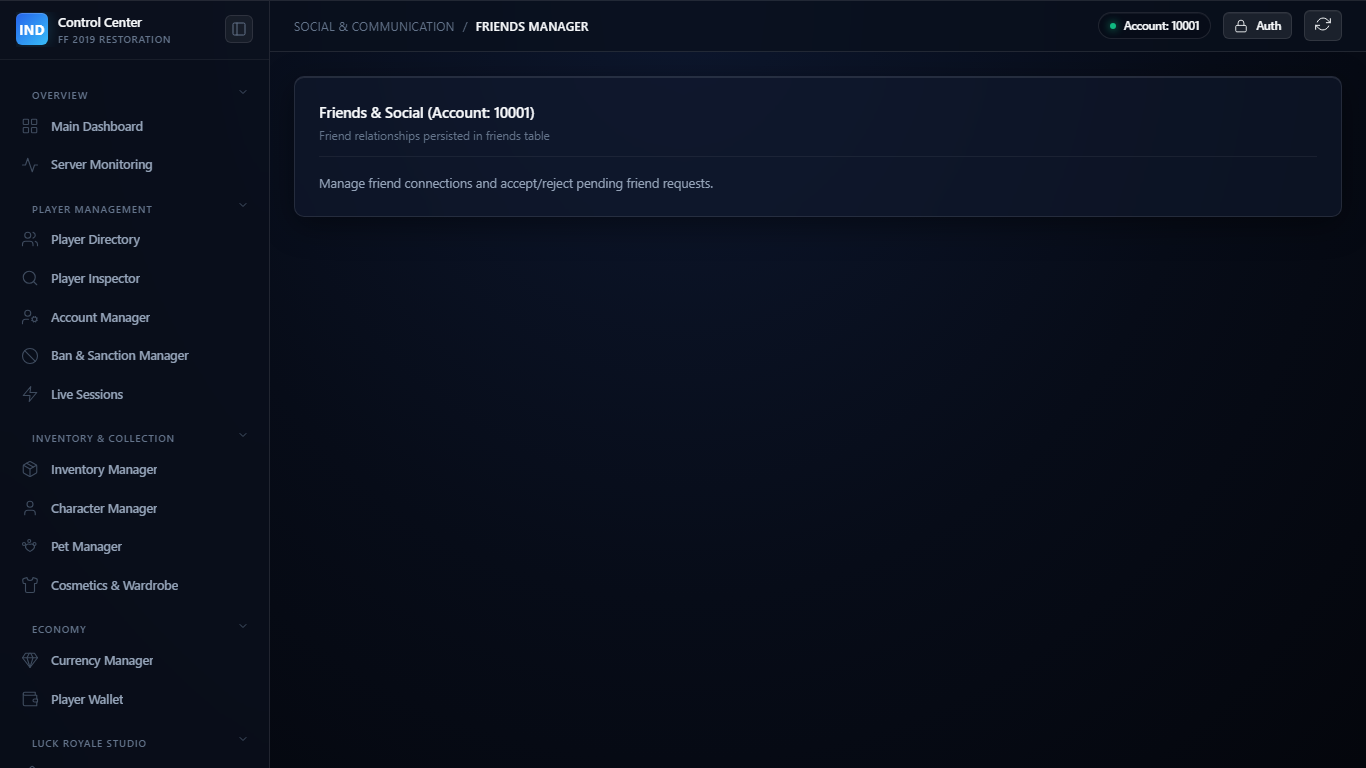 IND
Control Center
FF 2019 RESTORATION
OVERVIEW
Main Dashboard
Server Monitoring
PLAYER MANAGEMENT
Player Directory
Player Inspector
Account Manager
Ban & Sanction Manager
Live Sessions
INVENTORY & COLLECTION
Inventory Manager
Character Manager
Pet Manager
Cosmetics & Wardrobe
ECONOMY
Currency Manager
Player Wallet
LUCK ROYALE STUDIO
SOCIAL & COMMUNICATION / FRIENDS MANAGER
Account: 10001
Auth
Friends & Social (Account: 10001)
Friend relationships persisted in friends table
Manage friend connections and accept/reject pending friend requests.